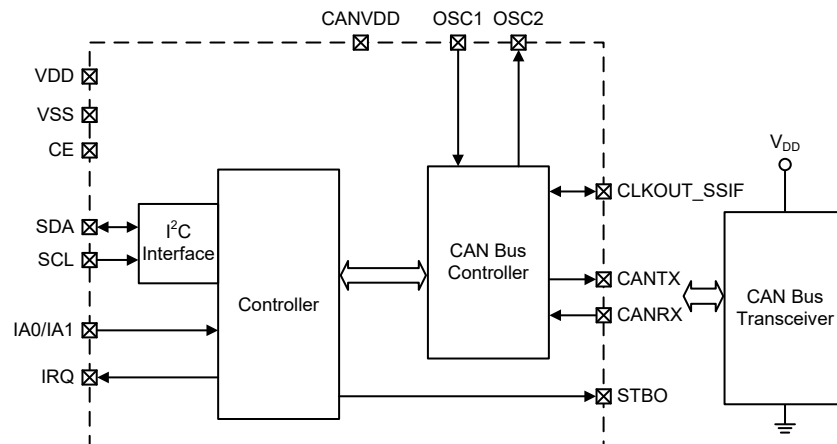 CANVDD
OSC1
OSC2
VDD
VSS
CE
V_DD
SDA
SCL
I²C
Interface
CLKOUT_SSIF
CAN Bus
Controller
Controller
CANTX
CANRX
CAN Bus
Transceiver
IA0/IA1
IRQ
STBO